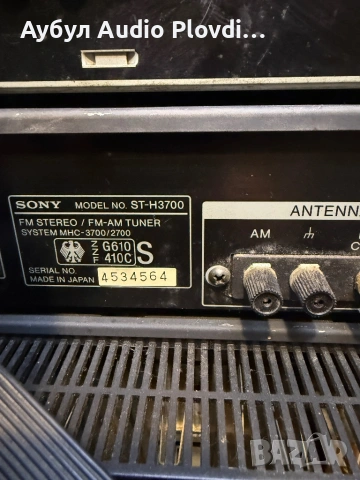 Аубул Аудио Plovdi...
SONY MODEL NO. ST-H3700
FM STEREO / FM-AM TUNER
SYSTEM MHC-3700/2700
Z G610 S
Z
F 410C
SERIAL NO. 4534564
MADE IN JAPAN
ANTENNA
AM
BAZAR